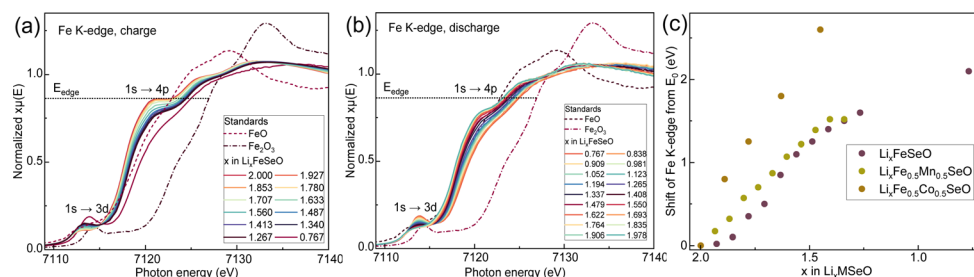 (a)
Fe K-edge, charge
1s → 4p
E_edge
1s → 3d
Standards
FeO
Fe₂O₃
x in LiₓFeSeO
2.000 1.927
1.853 1.780
1.707 1.633
1.560 1.487
1.413 1.340
1.267 0.767
Normalized xμ(E)
0.0
0.5
1.0
7110 7120 7130 7140
Photon energy (eV)
(b)
Fe K-edge, discharge
1s → 4p
E_edge
1s → 3d
Standards
FeO
Fe₂O₃
x in LiₓFeSeO
0.767 0.838
0.909 0.981
1.052 1.123
1.194 1.265
1.337 1.408
1.479 1.550
1.622 1.693
1.764 1.835
1.906 1.978
Normalized xμ(E)
0.0
0.5
1.0
7110 7120 7130 7140
Photon energy (eV)
(c)
LiₓFeSeO
LiₓFe₀.₅Mn₀.₅SeO
LiₓFe₀.₅Co₀.₅SeO
Shift of Fe K-edge from E₀ (eV)
0
1
2
2.0 1.5 1.0
x in LiₓMSeO